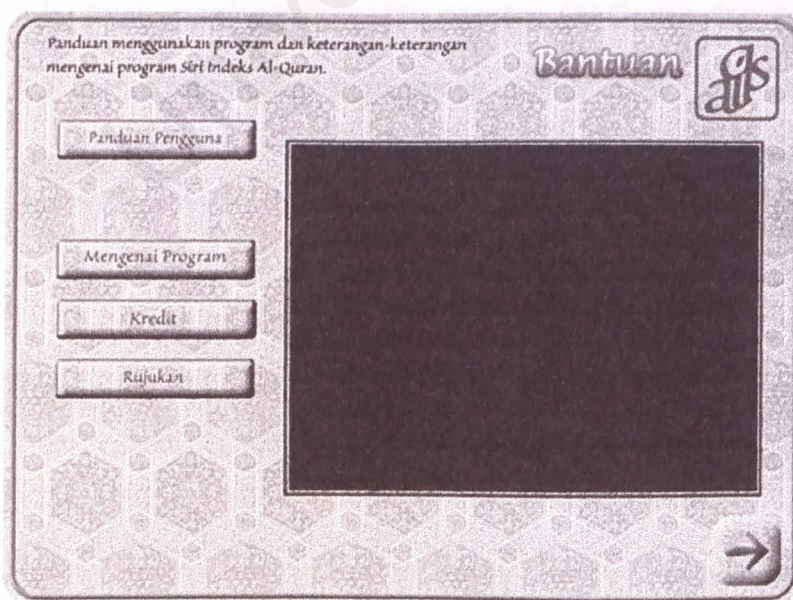 Panduan menggunakan program dan keterangan-keterangan
mengenai program Siri Indeks Al-Quran.
Bantuan
Panduan Pengguna
Mengenai Program
Kredit
Rujukan